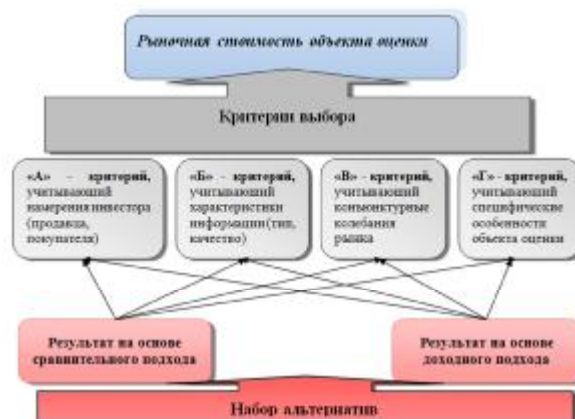 Рыночная стоимость объекта оценки
Критерии выбора
«А» - критерий,
учитывающий
намерения инвестора
(продавца,
покупателя)
«Б» - критерий,
учитывающий
характеристики
информации (тип,
качество)
«В» - критерий,
учитывающий
конъюнктурные
колебания
рынка
«Г» - критерий,
учитывающий
специфические
особенности
объекта оценки
Результат на основе
сравнительного подхода
Результат на основе
доходного подхода
Набор альтернатив